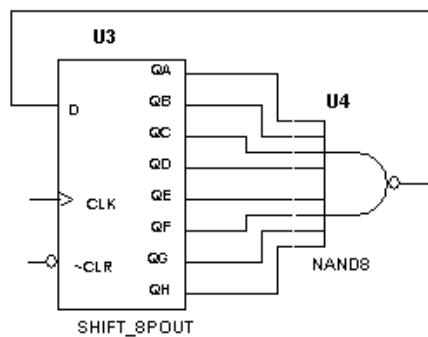 U3
QA
QB
U4
D
QC
QD
QE
CLK
QF
~CLR
QG
NAND8
QH
SHIFT_8POUT